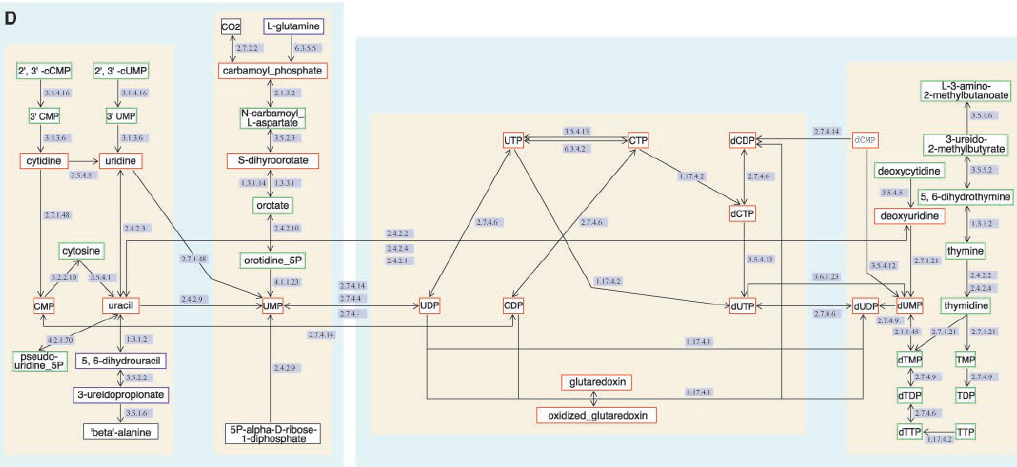 D
CO2
L-glutamine
2.7.2.2
6.3.5.5
carbamoyl_phosphate
2.1.3.2
N-carbamoyl_
L-aspartate
3.5.2.3
S-dihyroorotate
1.3.1.14
1.3.3.1
orotate
2.4.2.10
orotidine_5P
4.1.1.23
UMP
2.4.2.9
5P-alpha-D-ribose-
1-diphosphate
2', 3' -cCMP
2', 3' -cUMP
3.1.4.16
3.1.4.16
3' CMP
3' UMP
3.1.3.6
3.1.3.6
cytidine
uridine
3.5.4.5
2.7.1.48
2.4.2.3
2.7.1.48
cytosine
3.2.2.10
3.5.4.1
CMP
uracil
2.4.2.9
4.2.1.70
1.3.1.2
pseudo-
uridine_5P
5, 6-dihydrouracil
3.5.2.2
3-ureidopropionate
3.5.1.6
'beta'-alanine
2.7.4.14
2.7.4.4
2.7.4.-
2.7.4.14
2.4.2.2
2.4.2.4
2.4.2.3
UTP
3.5.4.13
6.3.4.2
CTP
dCDP
2.7.4.14
dCMP
1.17.4.2
2.7.4.6
dCTP
2.7.4.6
2.7.4.6
1.17.4.2
3.5.4.13
3.6.1.23
3.5.4.12
UDP
CDP
dUTP
2.7.4.6
dUDP
2.7.4.9
dUMP
1.17.4.1
glutaredoxin
1.17.4.1
oxidized_glutaredoxin
L-3-amino-
2-methylbutanoate
3.5.1.6
3-ureido-
2-methylbutyrate
3.5.5.2
deoxycytidine
3.5.4.5
5, 6-dihydrothymine
deoxyuridine
1.3.1.2
thymine
2.7.1.21
2.4.2.2
2.4.2.4
thymidine
2.1.1.45
2.7.1.21
2.7.1.21
dTMP
TMP
2.7.4.9
2.7.4.9
dTDP
TDP
2.7.4.6
dTTP
1.17.4.2
TTP